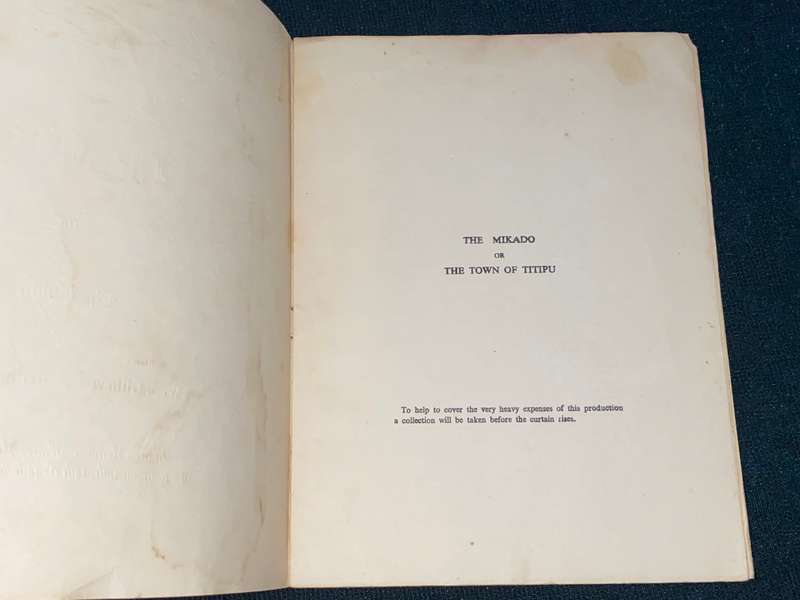 THE MIKADO
OR
THE TOWN OF TITIPU
To help to cover the very heavy expenses of this production
a collection will be taken before the curtain rises.